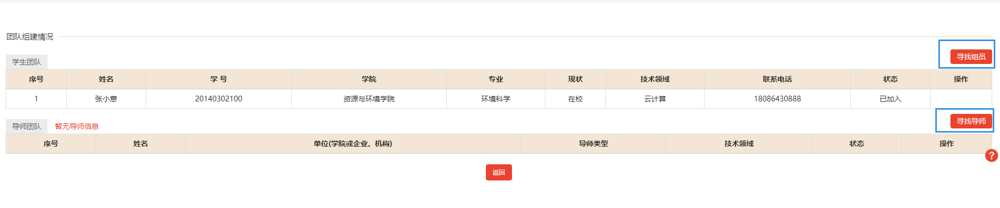 团队组建情况
寻找组员
学生团队
序号 姓名 学 号 学院 专业 现状 技术领域 联系电话 状态 操作
1 张小意 20140302100 资源与环境学院 环境科学 在校 云计算 18086430888 已加入
导师团队 暂无导师信息 寻找导师
序号 姓名 单位(学院或企业、机构) 导师类型 技术领域 状态 操作
?
返回